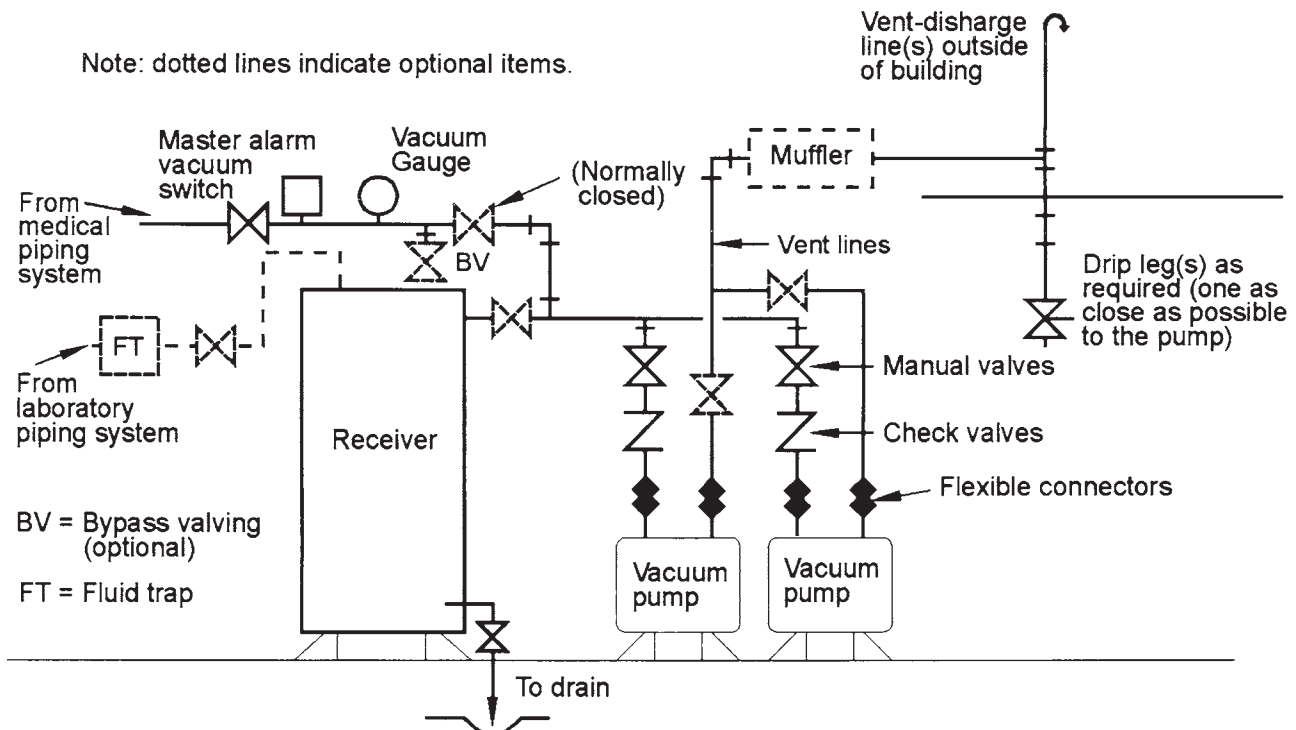 Vent-disharge
line(s) outside
of building
Note: dotted lines indicate optional items.
Master alarm
vacuum
switch
Vacuum
Gauge
(Normally
closed)
Muffler
From
medical
piping
system
BV
Vent lines
Drip leg(s) as
required (one as
close as possible
to the pump)
FT
From
laboratory
piping system
Manual valves
Receiver
Check valves
Flexible connectors
BV = Bypass valving
(optional)
FT = Fluid trap
Vacuum
pump
Vacuum
pump
To drain